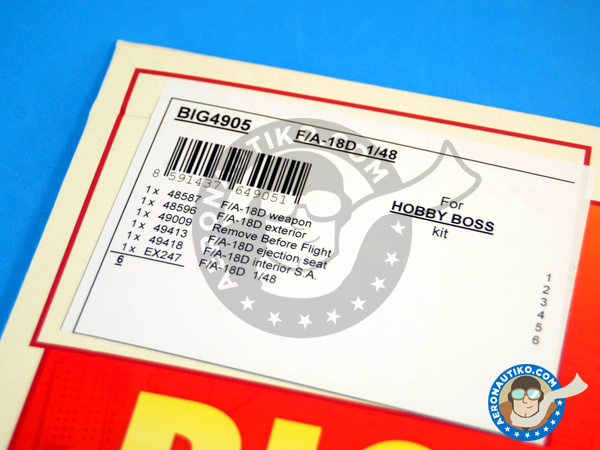 BIG4905 F/A-18D 1/48
8 591437 649051
For
HOBBY BOSS
kit
1x 48587 F/A-18D weapon
1x 48596 F/A-18D exterior
1x 49009 Remove Before Flight
1x 49413 F/A-18D ejection seat
1x 49418 F/A-18D interior S.A.
1x EX247 F/A-18D 1/48
6
1
2
3
4
5
6
AERONAUTIKO.COM
AERONAUTIKO.COM